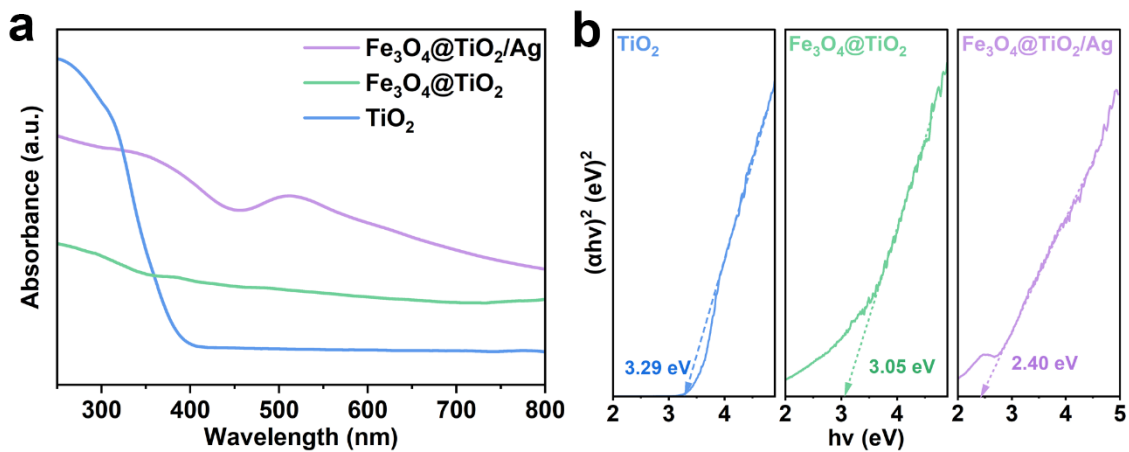 a
Fe₃O₄@TiO₂/Ag
Fe₃O₄@TiO₂
TiO₂
Absorbance (a.u.)
300 400 500 600 700 800
Wavelength (nm)
b
TiO₂ Fe₃O₄@TiO₂ Fe₃O₄@TiO₂/Ag
(αhν)² (eV)²
3.29 eV 3.05 eV 2.40 eV
2 3 4 2 3 4 2 3 4 5
hν (eV)